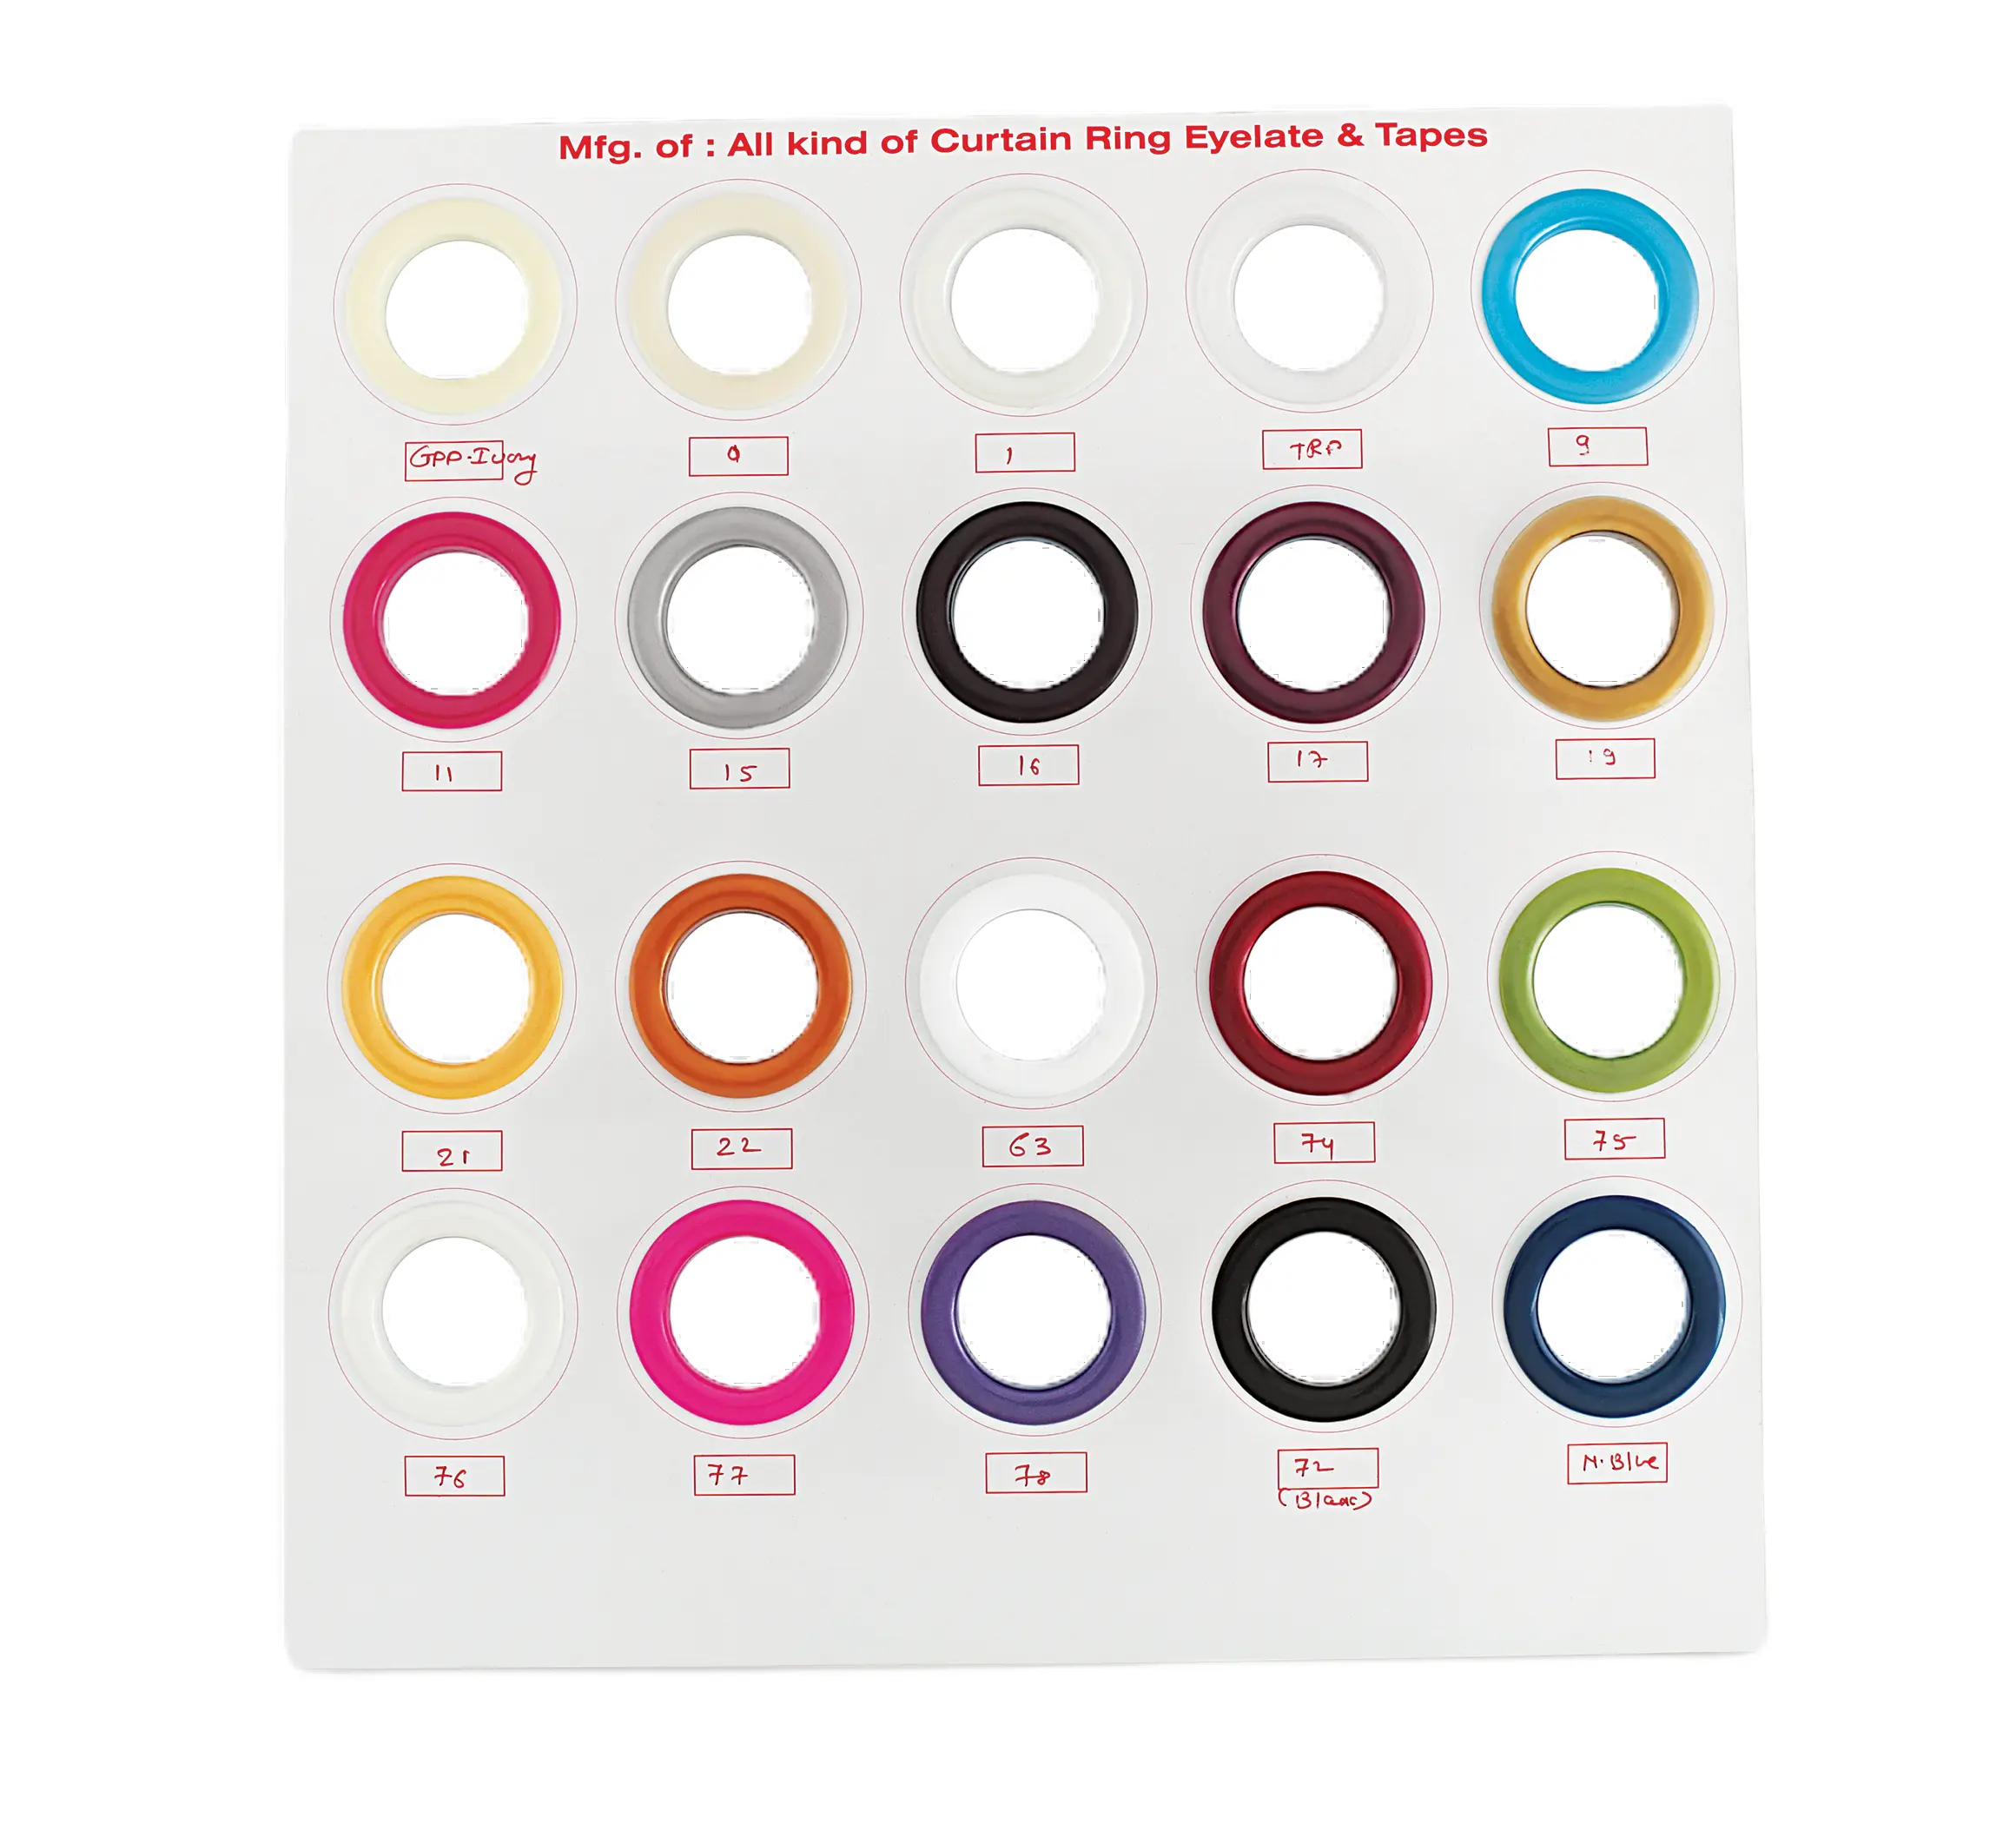 Mfg. of : All kind of Curtain Ring Eyelate & Tapes
GPP-Ivory 0 1 TRP 9
11 15 16 17 19
21 22 63 74 75
76 77 78 72 N.Blue